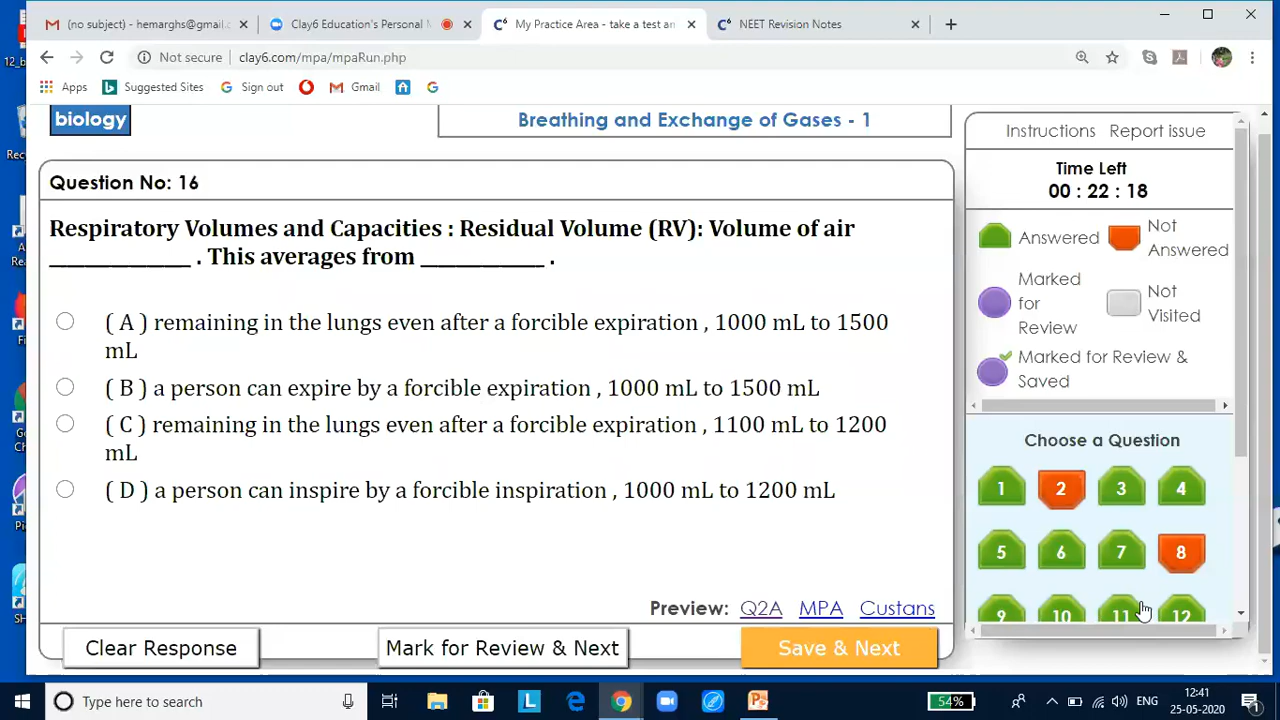 (no subject) - hemarghs@gmail.c
Clay6 Education's Personal M
My Practice Area - take a test an
NEET Revision Notes
Not secure
clay6.com/mpa/mpaRun.php
Apps
Suggested Sites
Sign out
Gmail
biology
Breathing and Exchange of Gases - 1
Instructions Report issue
Question No: 16
Time Left
00 : 22 : 18
Respiratory Volumes and Capacities : Residual Volume (RV): Volume of air
______________ . This averages from ____________ .
Answered
Not
Answered
Marked
for
Review
Not
Visited
Marked for Review &
Saved
( A ) remaining in the lungs even after a forcible expiration , 1000 mL to 1500
mL
( B ) a person can expire by a forcible expiration , 1000 mL to 1500 mL
( C ) remaining in the lungs even after a forcible expiration , 1100 mL to 1200
mL
( D ) a person can inspire by a forcible inspiration , 1000 mL to 1200 mL
Choose a Question
1 2 3 4
5 6 7 8
9 10 11 12
Preview: Q2A MPA Custans
Clear Response
Mark for Review & Next
Save & Next
Type here to search
54%
ENG
12:41
25-05-2020